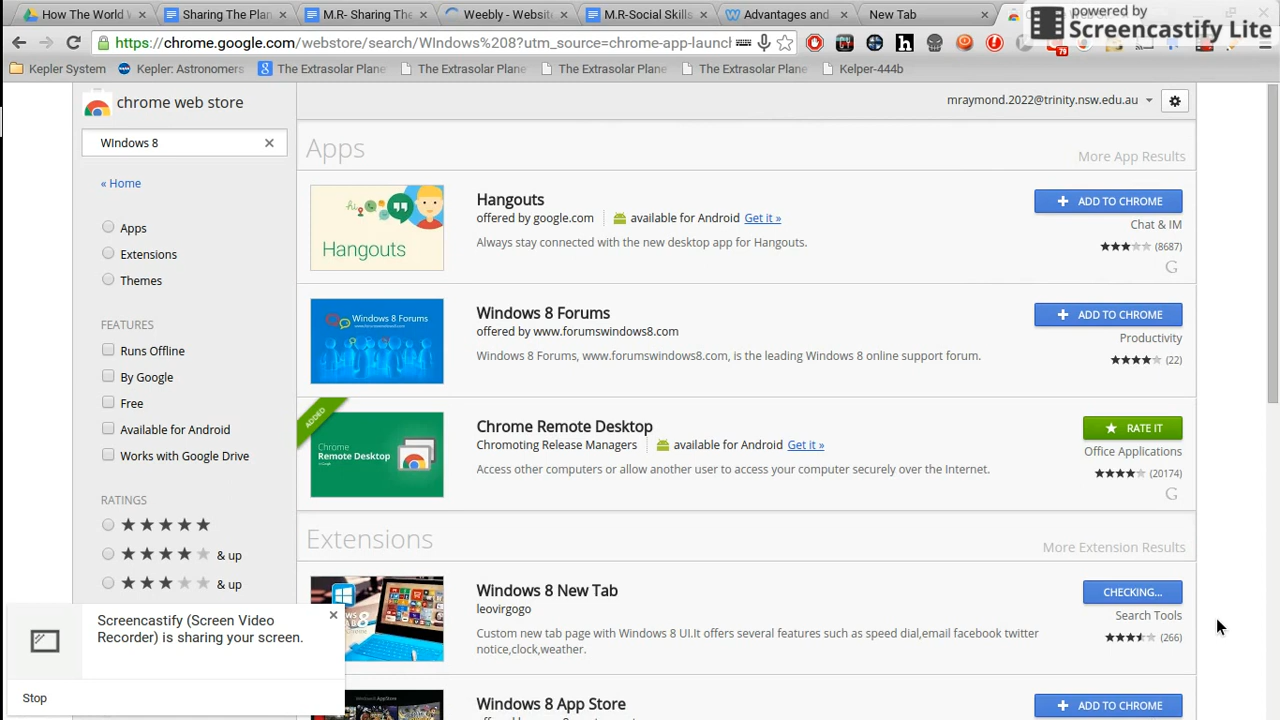 How The World
Sharing The Plan
M.R- Sharing The
Weebly - Website
M.R-Social Skills
Advantages and
New Tab
powered by
Screencastify Lite
https://chrome.google.com/webstore/search/WIndows%208?utm_source=chrome-app-launch
79
Kepler System
Kepler: Astronomers
The Extrasolar Plane
The Extrasolar Plane
The Extrasolar Plane
The Extrasolar Plane
Kelper-444b
chrome web store
mraymond.2022@trinity.nsw.edu.au
WIndows 8
« Home
Apps
Extensions
Themes
FEATURES
Runs Offline
By Google
Free
Available for Android
Works with Google Drive
RATINGS
& up
& up
Apps
More App Results
Hangouts
Hangouts
offered by google.com
available for Android Get it »
Always stay connected with the new desktop app for Hangouts.
ADD TO CHROME
Chat & IM
(8687)
Windows 8 Forums
Windows 8 Forums
offered by www.forumswindows8.com
Windows 8 Forums, www.forumswindows8.com, is the leading Windows 8 online support forum.
ADD TO CHROME
Productivity
(22)
ADDED
Chrome
Remote Desktop
Chrome Remote Desktop
Chromoting Release Managers
available for Android Get it »
Access other computers or allow another user to access your computer securely over the Internet.
RATE IT
Office Applications
(20174)
Extensions
More Extension Results
Windows 8 New Tab
leovirgogo
Custom new tab page with Windows 8 UI.It offers several features such as speed dial,email facebook twitter
notice,clock,weather.
CHECKING...
Search Tools
(266)
Windows 8 App Store
ADD TO CHROME
Screencastify (Screen Video
Recorder) is sharing your screen.
Stop